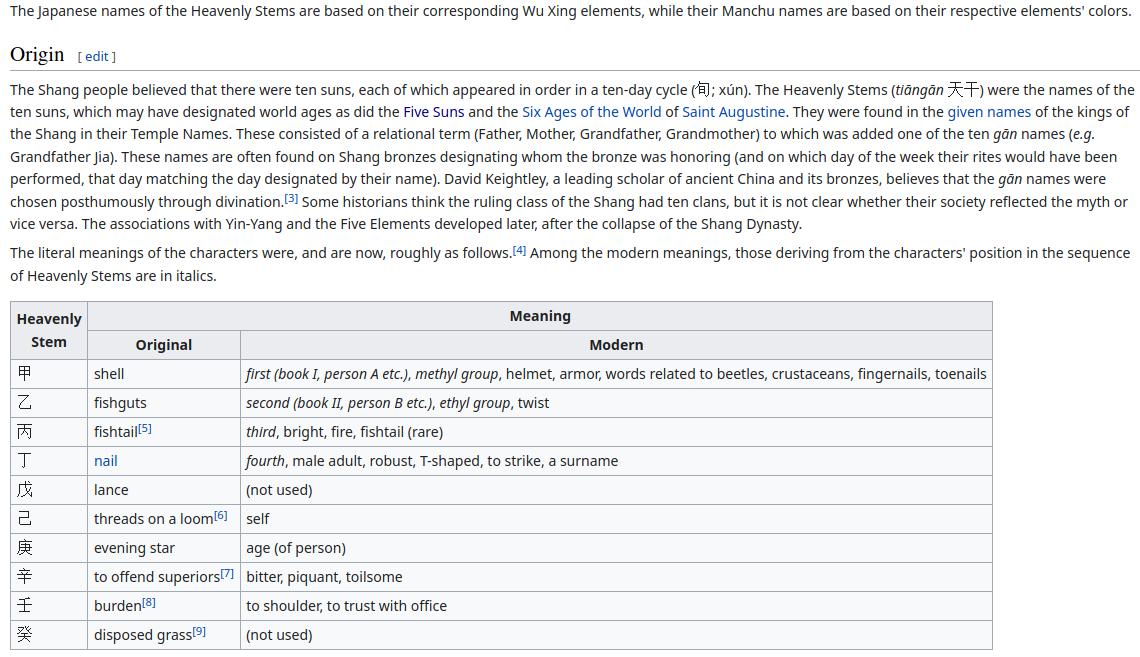 The Japanese names of the Heavenly Stems are based on their corresponding Wu Xing elements, while their Manchu names are based on their respective elements' colors.
Origin [ edit ]
The Shang people believed that there were ten suns, each of which appeared in order in a ten-day cycle (旬; xún). The Heavenly Stems (tiāngān 天干) were the names of the
ten suns, which may have designated world ages as did the Five Suns and the Six Ages of the World of Saint Augustine. They were found in the given names of the kings of
the Shang in their Temple Names. These consisted of a relational term (Father, Mother, Grandfather, Grandmother) to which was added one of the ten gān names (e.g.
Grandfather Jia). These names are often found on Shang bronzes designating whom the bronze was honoring (and on which day of the week their rites would have been
performed, that day matching the day designated by their name). David Keightley, a leading scholar of ancient China and its bronzes, believes that the gān names were
chosen posthumously through divination.[3] Some historians think the ruling class of the Shang had ten clans, but it is not clear whether their society reflected the myth or
vice versa. The associations with Yin-Yang and the Five Elements developed later, after the collapse of the Shang Dynasty.
The literal meanings of the characters were, and are now, roughly as follows.[4] Among the modern meanings, those deriving from the characters' position in the sequence
of Heavenly Stems are in italics.
Heavenly Stem Meaning
Original Modern
甲 shell first (book I, person A etc.), methyl group, helmet, armor, words related to beetles, crustaceans, fingernails, toenails
乙 fishguts second (book II, person B etc.), ethyl group, twist
丙 fishtail[5] third, bright, fire, fishtail (rare)
丁 nail fourth, male adult, robust, T-shaped, to strike, a surname
戊 lance (not used)
己 threads on a loom[6] self
庚 evening star age (of person)
辛 to offend superiors[7] bitter, piquant, toilsome
壬 burden[8] to shoulder, to trust with office
癸 disposed grass[9] (not used)